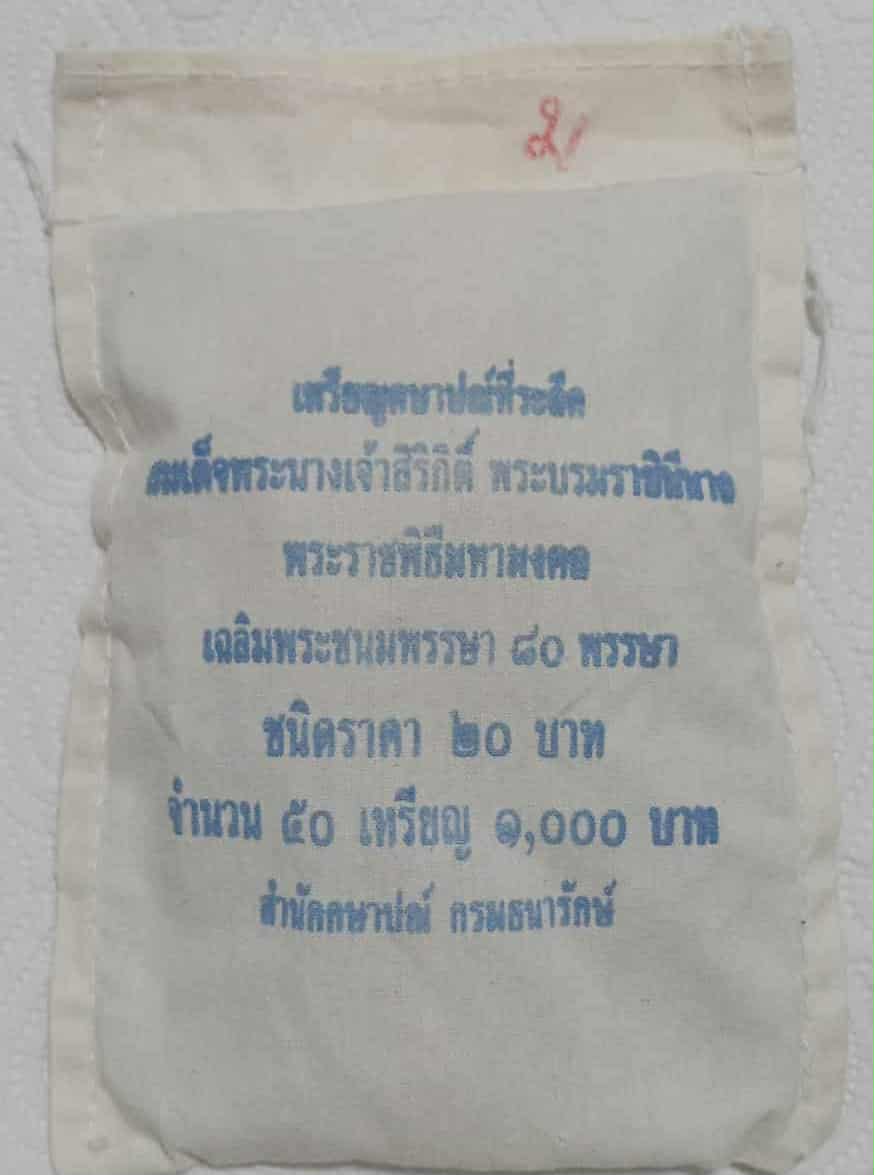 เหรียญกษาปณ์ที่ระลึก
สมเด็จพระนางเจ้าสิริกิติ์ พระบรมราชินีนาถ
พระราชพิธีมหามงคล
เฉลิมพระชนมพรรษา ๘๐ พรรษา
ชนิดราคา ๒๐ บาท
จำนวน ๕๐ เหรียญ ๑,๐๐๐ บาท
สำนักกษาปณ์ กรมธนารักษ์